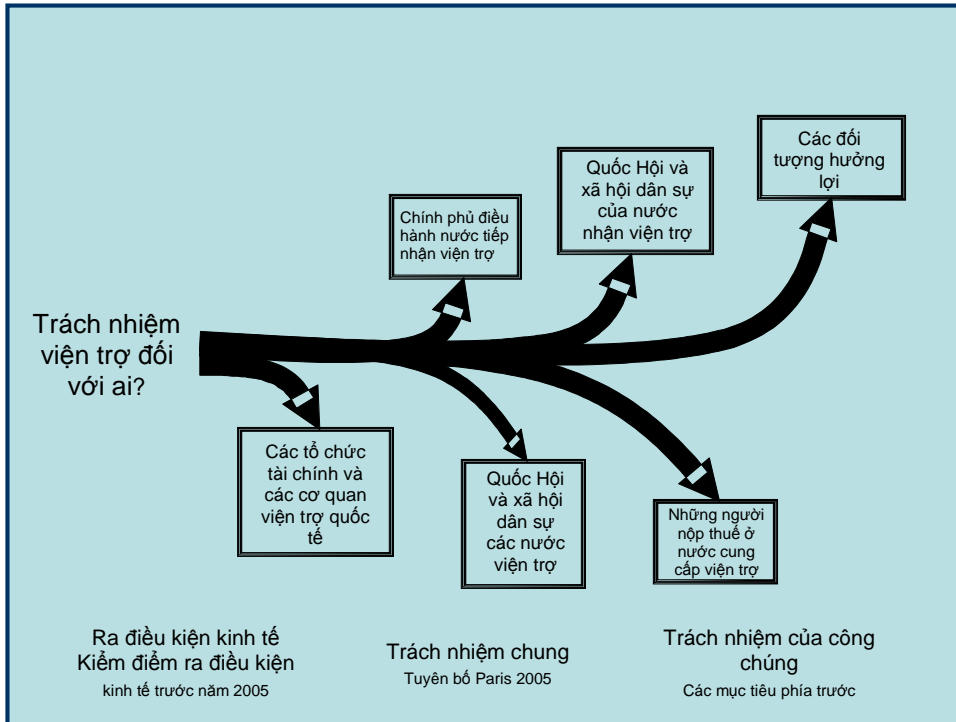 Trách nhiệm
viện trợ đối
với ai?
Chính phủ điều
hành nước tiếp
nhận viện trợ
Quốc Hội và
xã hội dân sự
của nước
nhận viện trợ
Các đối
tượng hưởng
lợi
Các tổ chức
tài chính và
các cơ quan
viện trợ quốc
tế
Quốc Hội
và xã hội
dân sự
các nước
viện trợ
Những người
nộp thuế ở
nước cung
cấp viện trợ
Ra điều kiện kinh tế
Kiểm điểm ra điều kiện
kinh tế trước năm 2005
Trách nhiệm chung
Tuyên bố Paris 2005
Trách nhiệm của công
chúng
Các mục tiêu phía trước